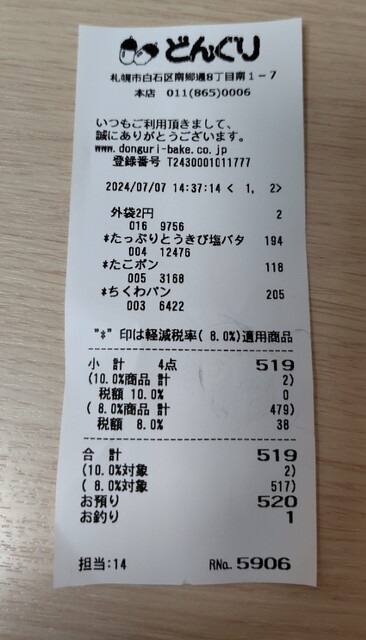 どんぐり
札幌市白石区南郷通8丁目南1-7
本店 011(865)0006
いつもご利用頂きまして、
誠にありがとうございます。
www.donguri-bake.co.jp
登録番号 T2430001011777
2024/07/07 14:37:14 < 1, 2>
外袋2円 2
016 9756
*たっぷりとうきび塩バタ 194
004 12476
*たこポン 118
005 3168
*ちくわパン 205
003 6422
"*" 印は軽減税率( 8.0%)適用商品
小 計 4点 519
(10.0%商品 計 2)
税額 10.0% 0
( 8.0%商品 計 479)
税額 8.0% 38
合 計 519
(10.0%対象 2)
( 8.0%対象 517)
お預り 520
お釣り 1
担当:14 RNo. 5906